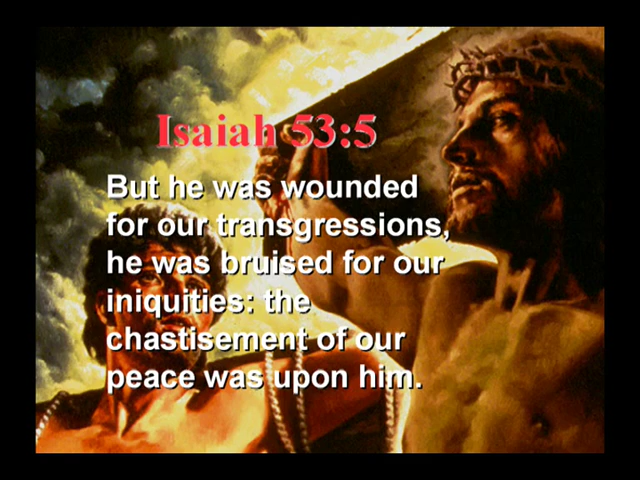 Isaiah 53:5
But he was wounded
for our transgressions,
he was bruised for our
iniquities: the
chastisement of our
peace was upon him.